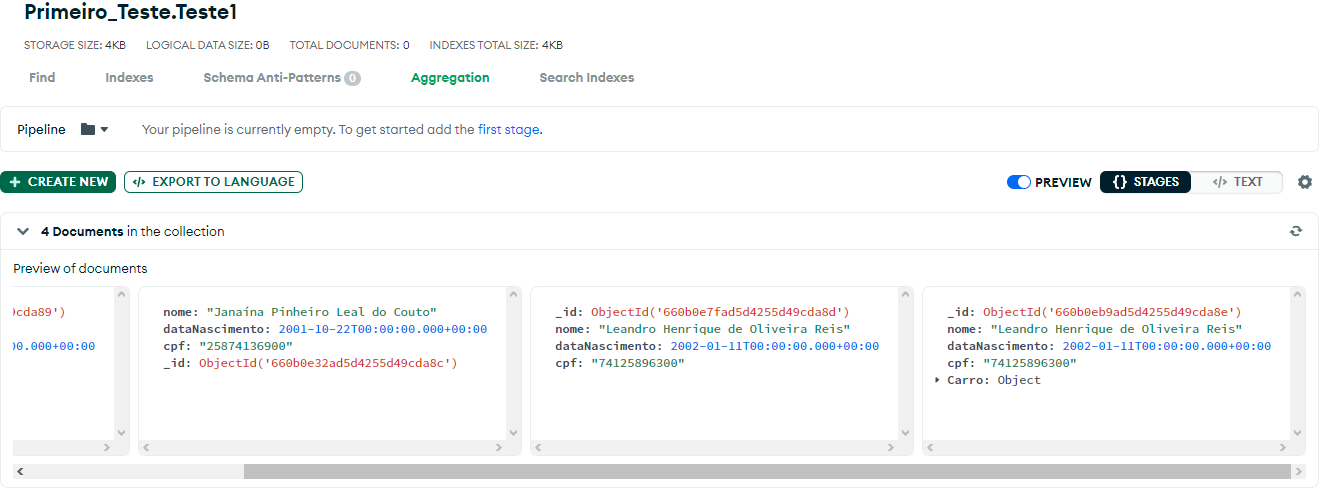 Primeiro_Teste.Teste1
STORAGE SIZE: 4KB LOGICAL DATA SIZE: 0B TOTAL DOCUMENTS: 0 INDEXES TOTAL SIZE: 4KB
Find Indexes Schema Anti-Patterns 0 Aggregation Search Indexes
Pipeline Your pipeline is currently empty. To get started add the first stage.
+ CREATE NEW </> EXPORT TO LANGUAGE PREVIEW {} STAGES </> TEXT
4 Documents in the collection
Preview of documents
cda89')
00.000+00:00
nome: "Janaína Pinheiro Leal do Couto"
dataNascimento: 2001-10-22T00:00:00.000+00:00
cpf: "25874136900"
_id: ObjectId('660b0e32ad5d4255d49cda8c')
_id: ObjectId('660b0e7fad5d4255d49cda8d')
nome: "Leandro Henrique de Oliveira Reis"
dataNascimento: 2002-01-11T00:00:00.000+00:00
cpf: "74125896300"
_id: ObjectId('660b0eb9ad5d4255d49cda8e')
nome: "Leandro Henrique de Oliveira Reis"
dataNascimento: 2002-01-11T00:00:00.000+00:00
cpf: "74125896300"
Carro: Object